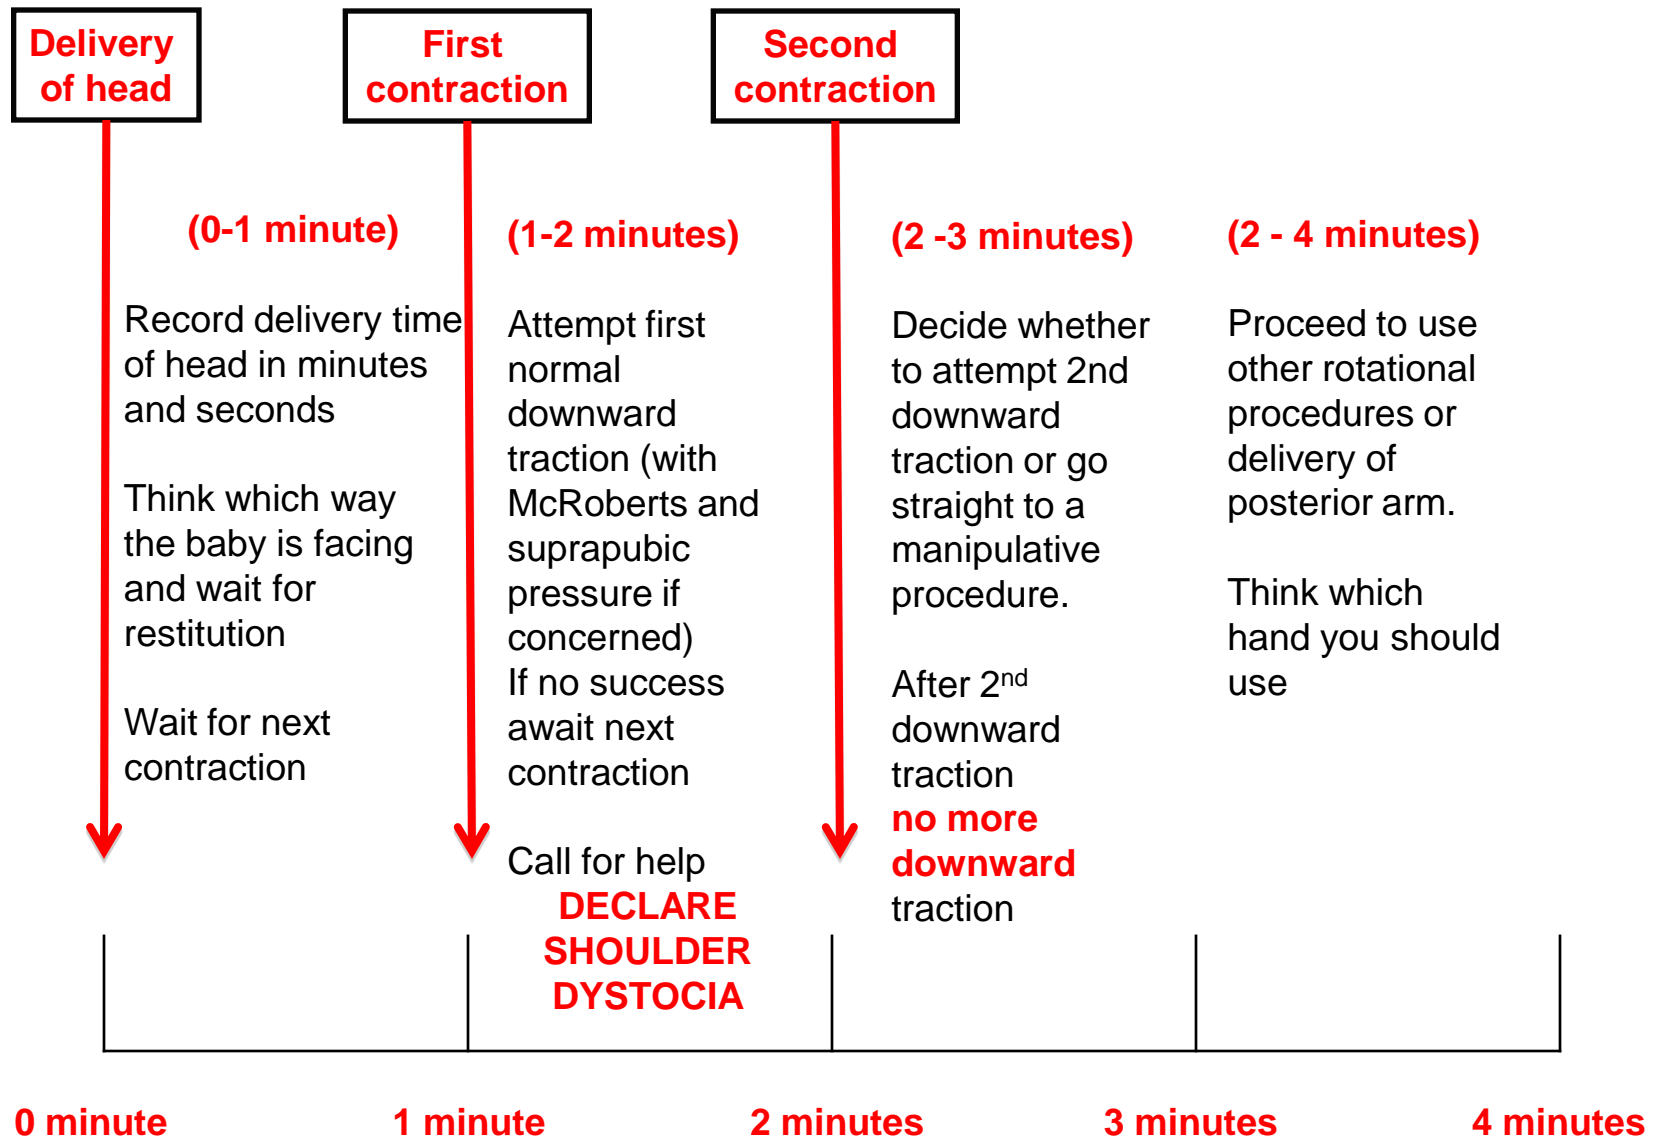 Delivery
of head
First
contraction
Second
contraction
(0-1 minute)
Record delivery time
of head in minutes
and seconds
Think which way
the baby is facing
and wait for
restitution
Wait for next
contraction
(1-2 minutes)
Attempt first
normal
downward
traction (with
McRoberts and
suprapubic
pressure if
concerned)
If no success
await next
contraction
Call for help
DECLARE
SHOULDER
DYSTOCIA
(2 -3 minutes)
Decide whether
to attempt 2nd
downward
traction or go
straight to a
manipulative
procedure.
After 2nd
downward
traction
no more
downward
traction
(2 - 4 minutes)
Proceed to use
other rotational
procedures or
delivery of
posterior arm.
Think which
hand you should
use
0 minute
1 minute
2 minutes
3 minutes
4 minutes